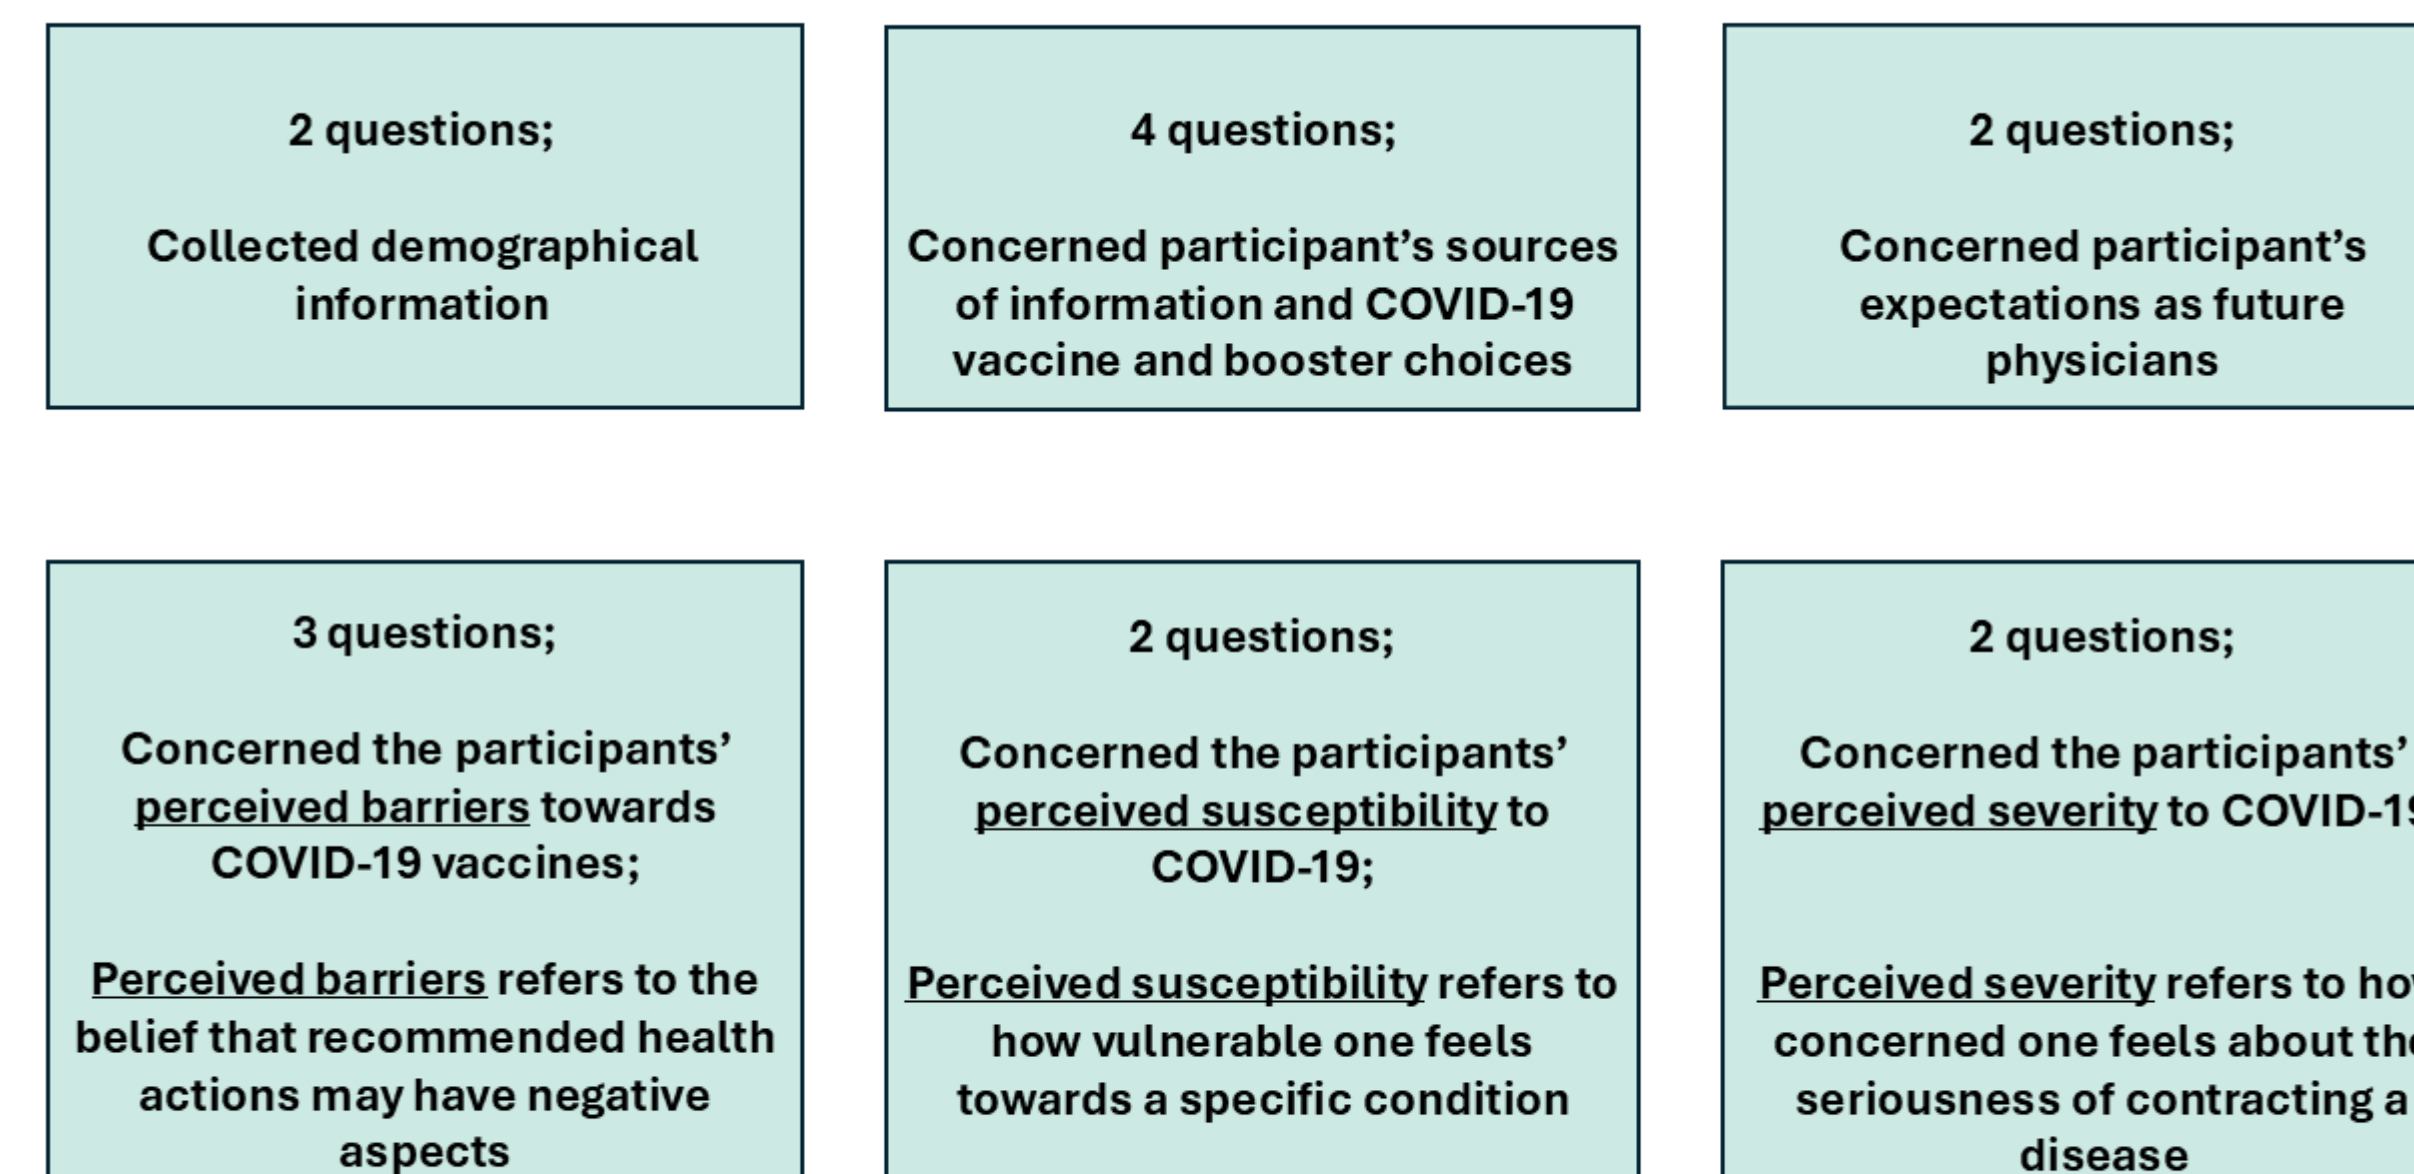 2 questions;
Collected demographical
information
4 questions;
Concerned participant's sources
of information and COVID-19
vaccine and booster choices
2 questions;
Concerned participant's
expectations as future
physicians
3 questions;
Concerned the participants'
perceived barriers towards
COVID-19 vaccines;
Perceived barriers refers to the
belief that recommended health
actions may have negative
aspects
2 questions;
Concerned the participants'
perceived susceptibility to
COVID-19;
Perceived susceptibility refers to
how vulnerable one feels
towards a specific condition
2 questions;
Concerned the participants'
perceived severity to COVID-19
Perceived severity refers to how
concerned one feels about the
seriousness of contracting a
disease